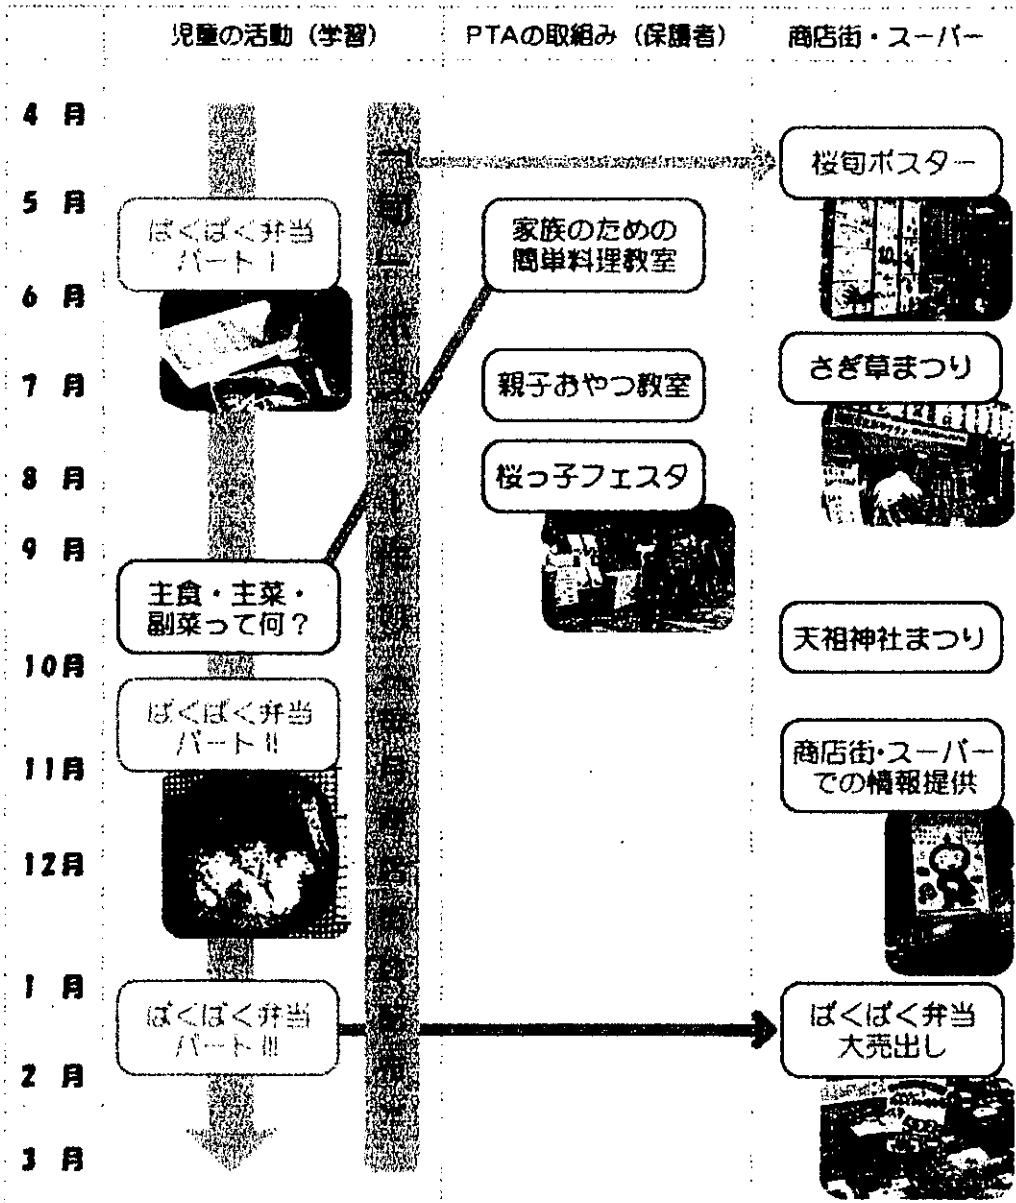 児童の活動（学習）
PTAの取組み（保護者）
商店街・スーパー
4 月
桜旬ポスター
5 月
ぱくぱく弁当
パートⅠ
家族のための
簡単料理教室
6 月
さぎ草まつり
7 月
親子おやつ教室
8 月
桜っ子フェスタ
9 月
主食・主菜・
副菜って何？
天祖神社まつり
10月
ぱくぱく弁当
パートⅡ
商店街・スーパー
での情報提供
11月
12月
1 月
ぱくぱく弁当
パートⅢ
ぱくぱく弁当
大売出し
2 月
3 月